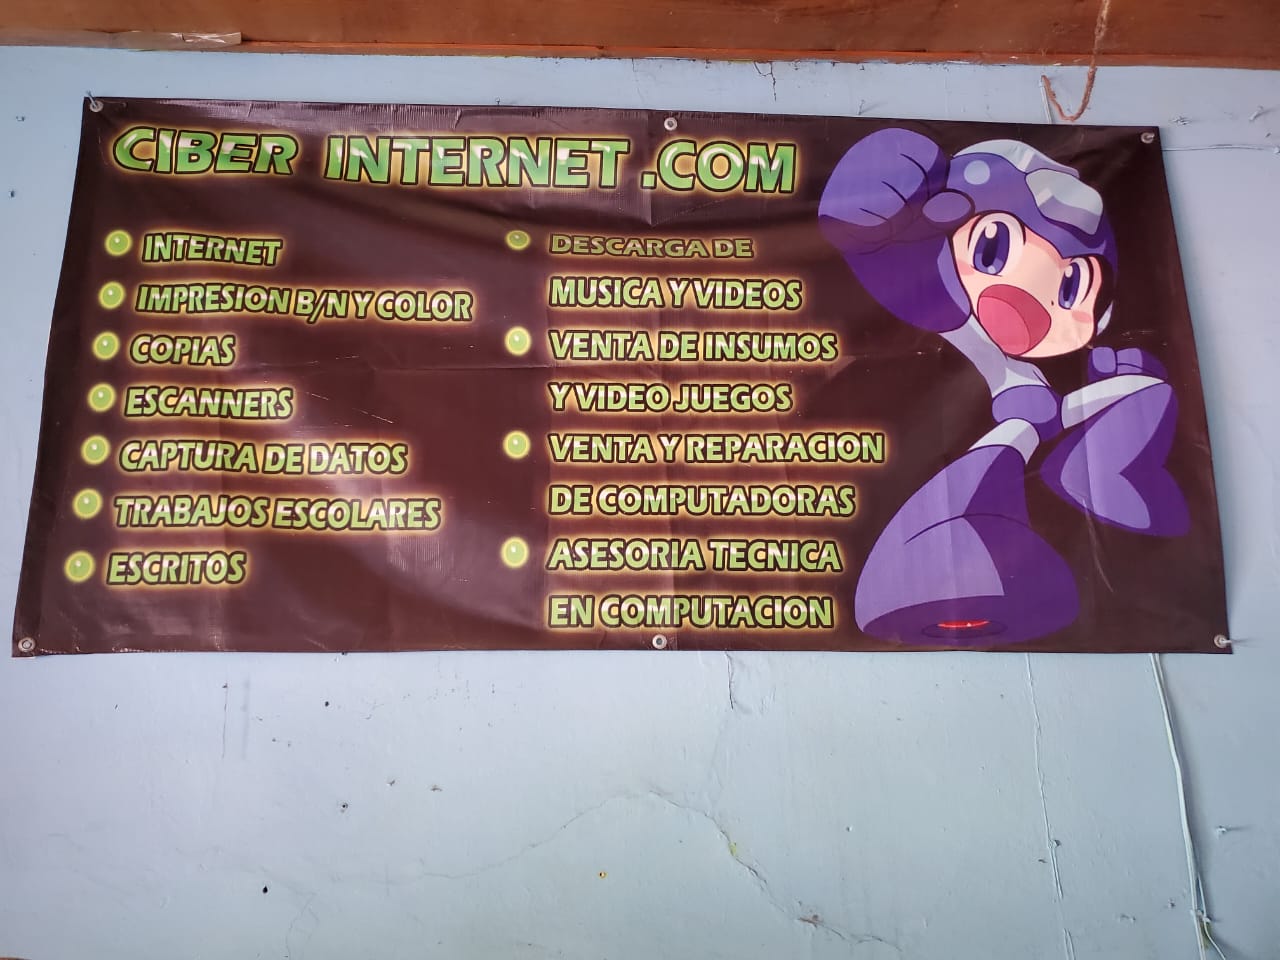 CIBER INTERNET .COM
INTERNET
IMPRESION B/N Y COLOR
COPIAS
ESCANNERS
CAPTURA DE DATOS
TRABAJOS ESCOLARES
ESCRITOS
DESCARGA DE
MUSICA Y VIDEOS
VENTA DE INSUMOS
Y VIDEO JUEGOS
VENTA Y REPARACION
DE COMPUTADORAS
ASESORIA TECNICA
EN COMPUTACION